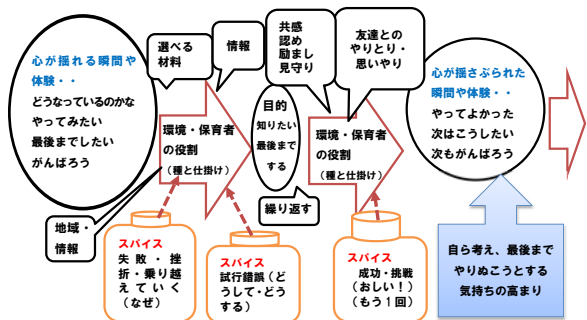 心が揺れる瞬間や
体験・・
どうなっているのかな
やってみたい
最後までしたい
がんばろう
選べる
材料
情報
環境・保育者
の役割
(種と仕掛け)
地域・
情報
目的
知りたい
最後まで
する
繰り返す
共感
認め
励まし
見守り
友達との
やりとり・
思いやり
環境・保育者
の役割
(種と仕掛け)
心が揺さぶられた
瞬間や体験・・
やってよかった
次はこうしたい
次もがんばろう
スパイス
失敗・挫
折・乗り越
えていく
(なぜ)
スパイス
試行錯誤(ど
うして・どう
する)
スパイス
成功・挑戦
(おしい!)
(もう1回)
自ら考え、最後まで
やりぬこうとする
気持ちの高まり